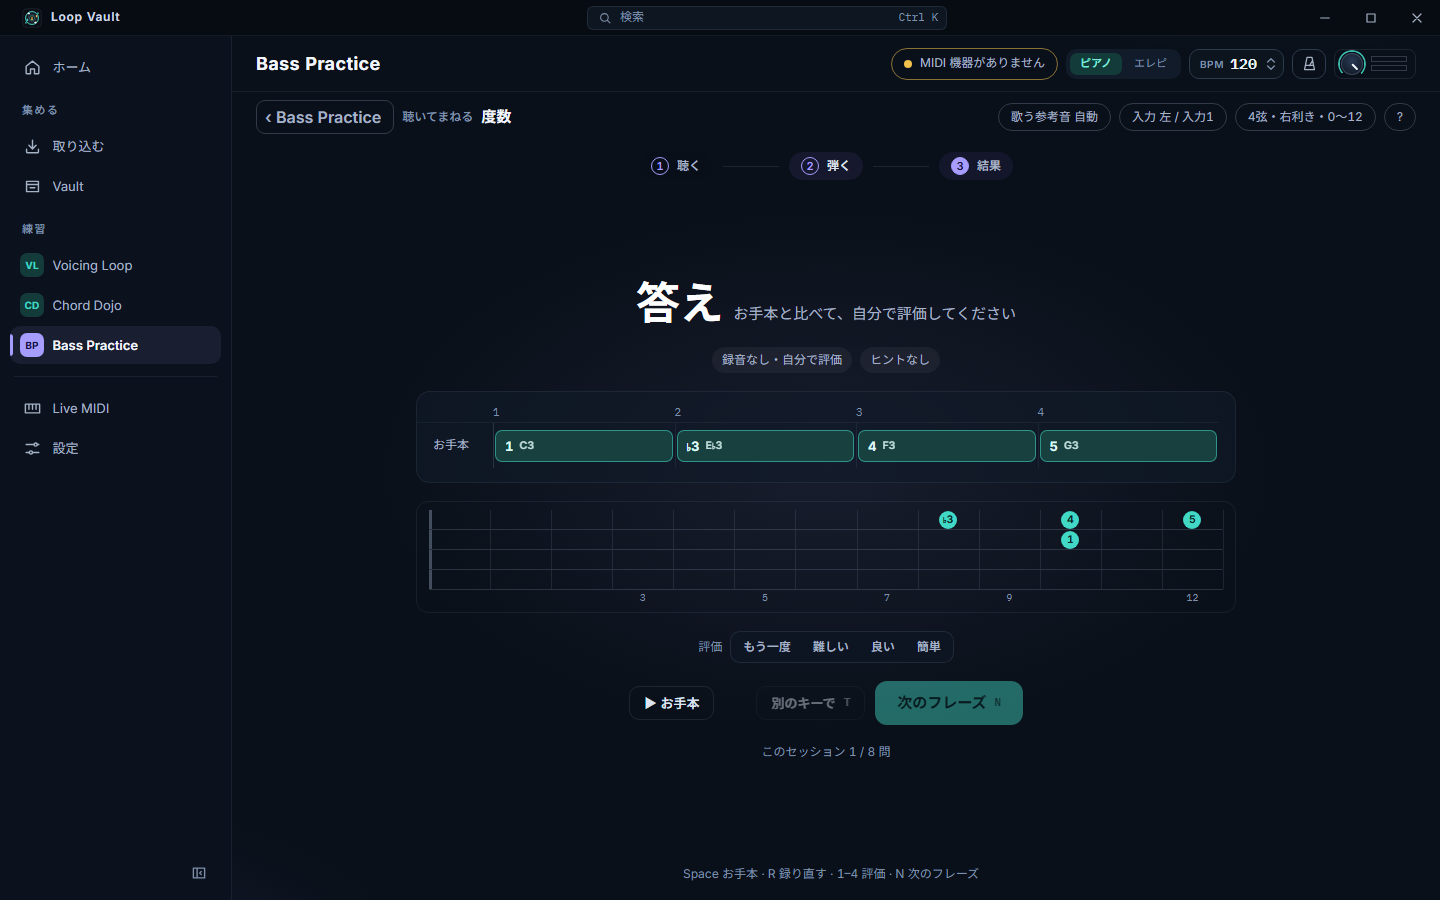 Loop Vault
検索
Ctrl K
ホーム
集める
取り込む
Vault
練習
VL Voicing Loop
CD Chord Dojo
BP Bass Practice
Live MIDI
設定
Bass Practice
MIDI 機器がありません
ピアノ
エレピ
BPM 120
‹ Bass Practice
聴いてまねる 度数
歌う参考音 自動
入力 左 / 入力1
4弦・右利き・0〜12
?
1 聴く
2 弾く
3 結果
答え お手本と比べて、自分で評価してください
録音なし・自分で評価
ヒントなし
1 2 3 4
お手本
1 C3
♭3 E♭3
4 F3
5 G3
♭3 4 5
1
3 5 7 9 12
評価
もう一度 難しい 良い 簡単
▶ お手本
別のキーで T
次のフレーズ N
このセッション 1 / 8 問
Space お手本 · R 録り直す · 1–4 評価 · N 次のフレーズ